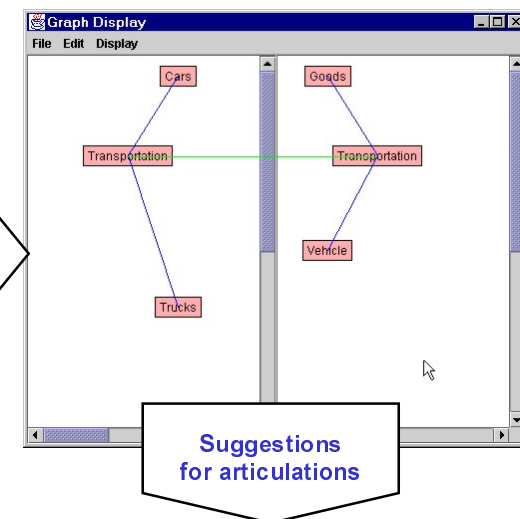 Graph Display
File Edit Display
Cars
Goods
Transportation
Transportation
Vehicle
Trucks
Suggestions
for articulations